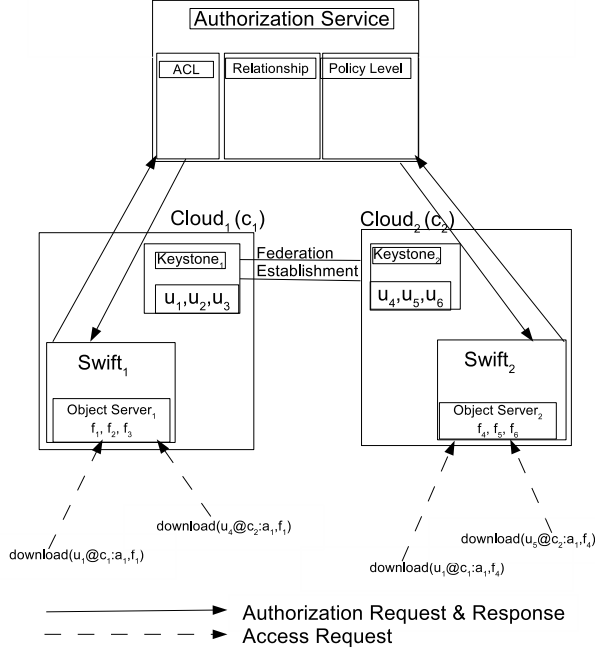 Authorization Service
ACL
Relationship
Policy Level
Cloud₁ (c₁)
Cloud₂ (c₂)
Keystone₁
Federation
Keystone₂
Establishment
u₁,u₂,u₃
u₄,u₅,u₆
Swift₁
Swift₂
Object Server₁
f₁, f₂, f₃
Object Server₂
f₄, f₅, f₆
download(u₄@c₂:a₁,f₁)
download(u₅@c₂:a₁,f₄)
download(u₁@c₁:a₁,f₁)
download(u₁@c₁:a₁,f₄)
Authorization Request & Response
Access Request